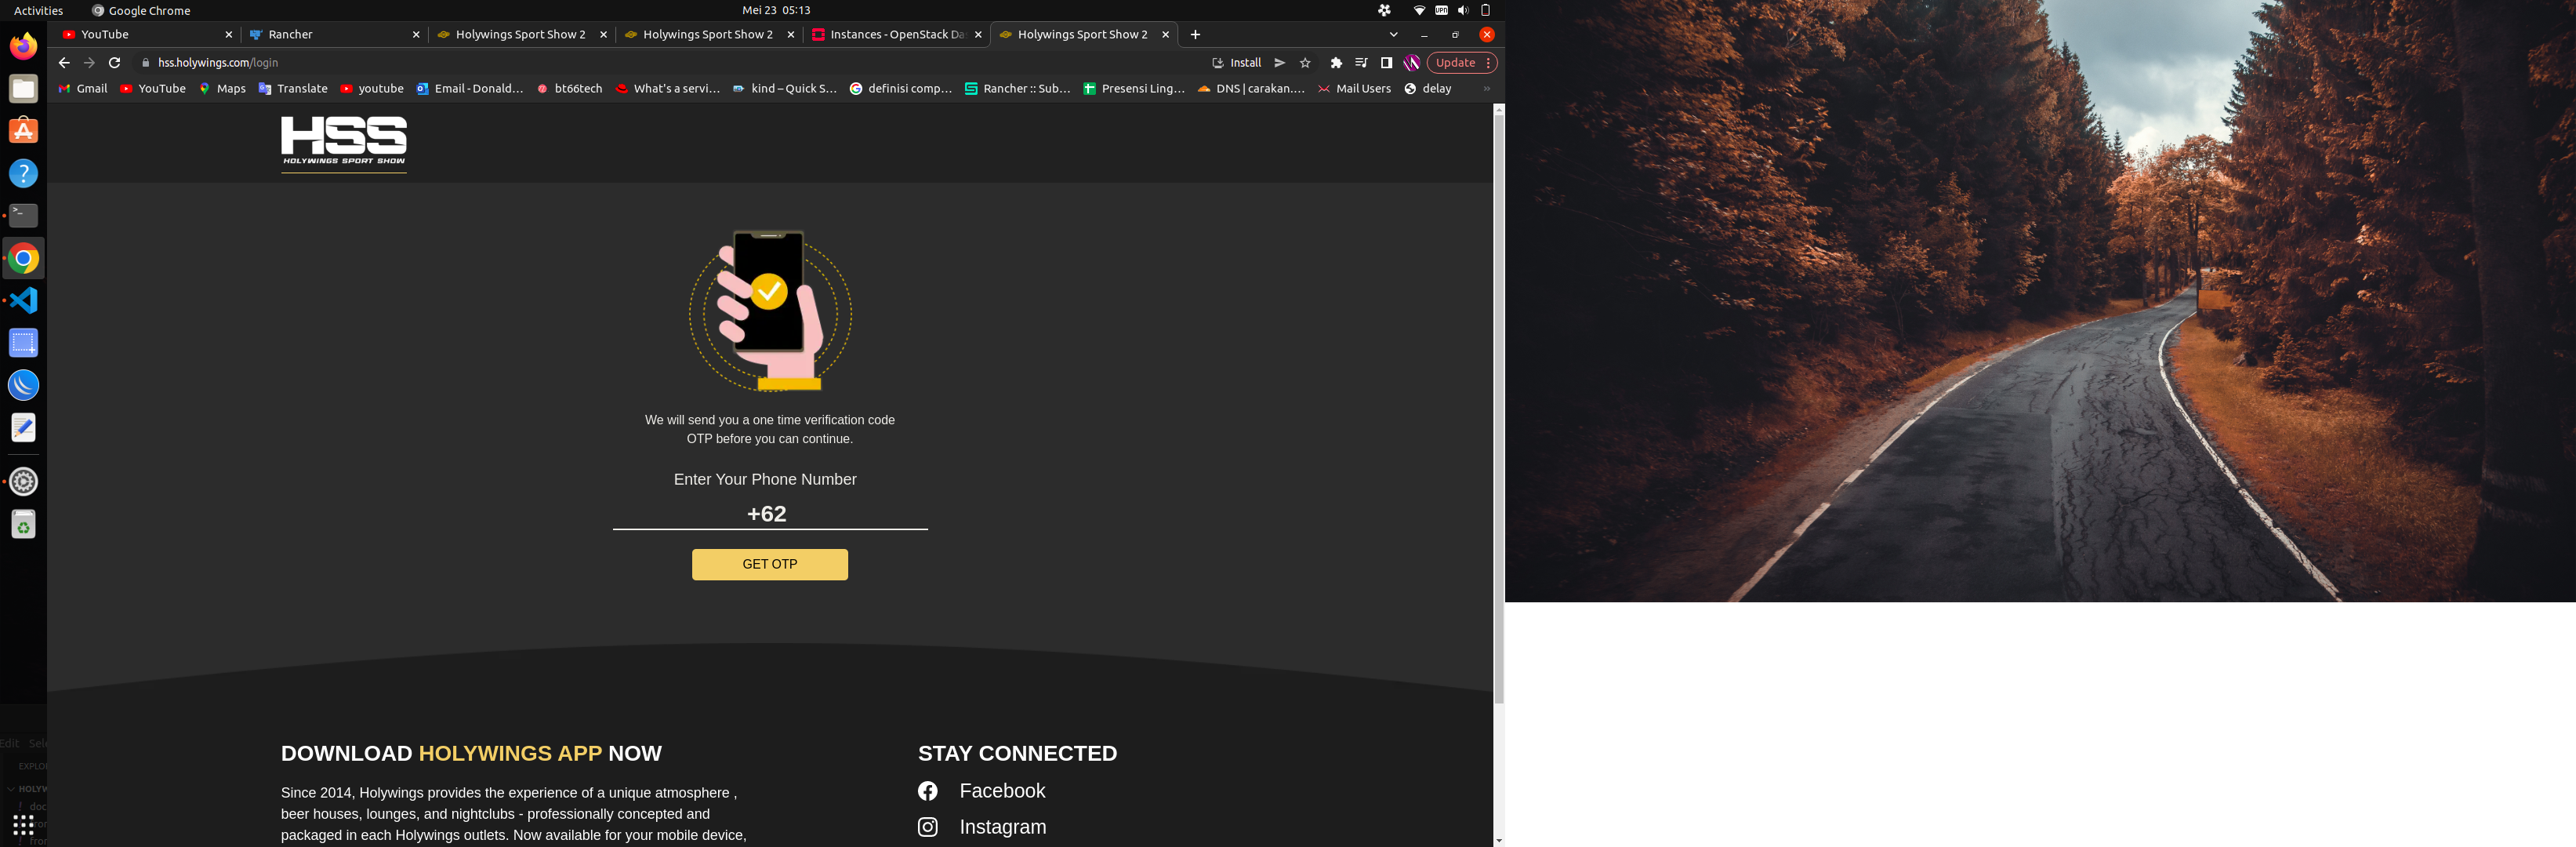 Activities
Google Chrome
Mei 23 05:13
YouTube
Rancher
Holywings Sport Show 2
Holywings Sport Show 2
Instances - OpenStack Das
Holywings Sport Show 2
hss.holywings.com/login
Install
Update
Gmail
YouTube
Maps
Translate
youtube
Email - Donald...
bt66tech
What's a servi...
kind – Quick S...
definisi comp...
Rancher :: Sub...
Presensi Ling...
DNS | carakan....
Mail Users
delay
HSS
HOLYWINGS SPORT SHOW
We will send you a one time verification code
OTP before you can continue.
Enter Your Phone Number
+62
GET OTP
Edit
EXPLO
HOLYW
doc
DOWNLOAD HOLYWINGS APP NOW
Since 2014, Holywings provides the experience of a unique atmosphere ,
beer houses, lounges, and nightclubs - professionally concepted and
packaged in each Holywings outlets. Now available for your mobile device,
STAY CONNECTED
Facebook
Instagram